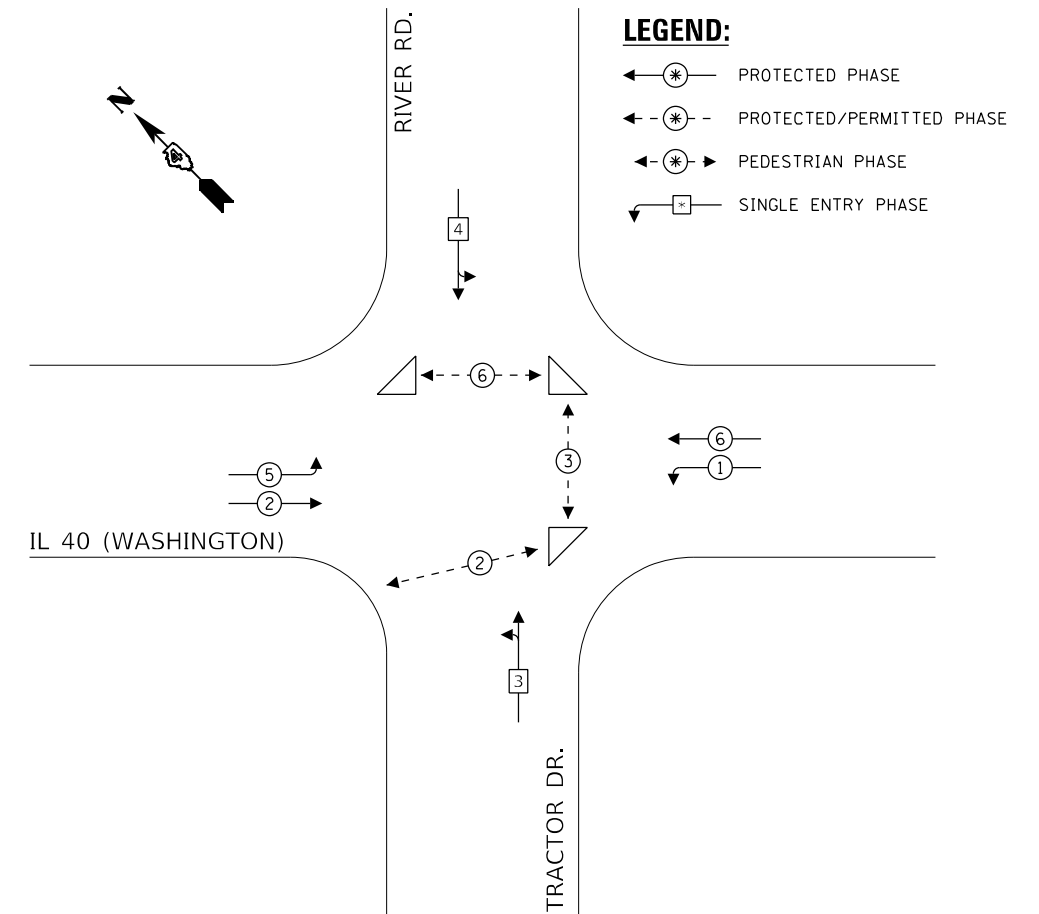 RIVER RD.
LEGEND:
* PROTECTED PHASE
* PROTECTED/PERMITTED PHASE
* PEDESTRIAN PHASE
* SINGLE ENTRY PHASE
N
4
4
6
3
6
1
5
2
IL 40 (WASHINGTON)
2
3
TRACTOR DR.